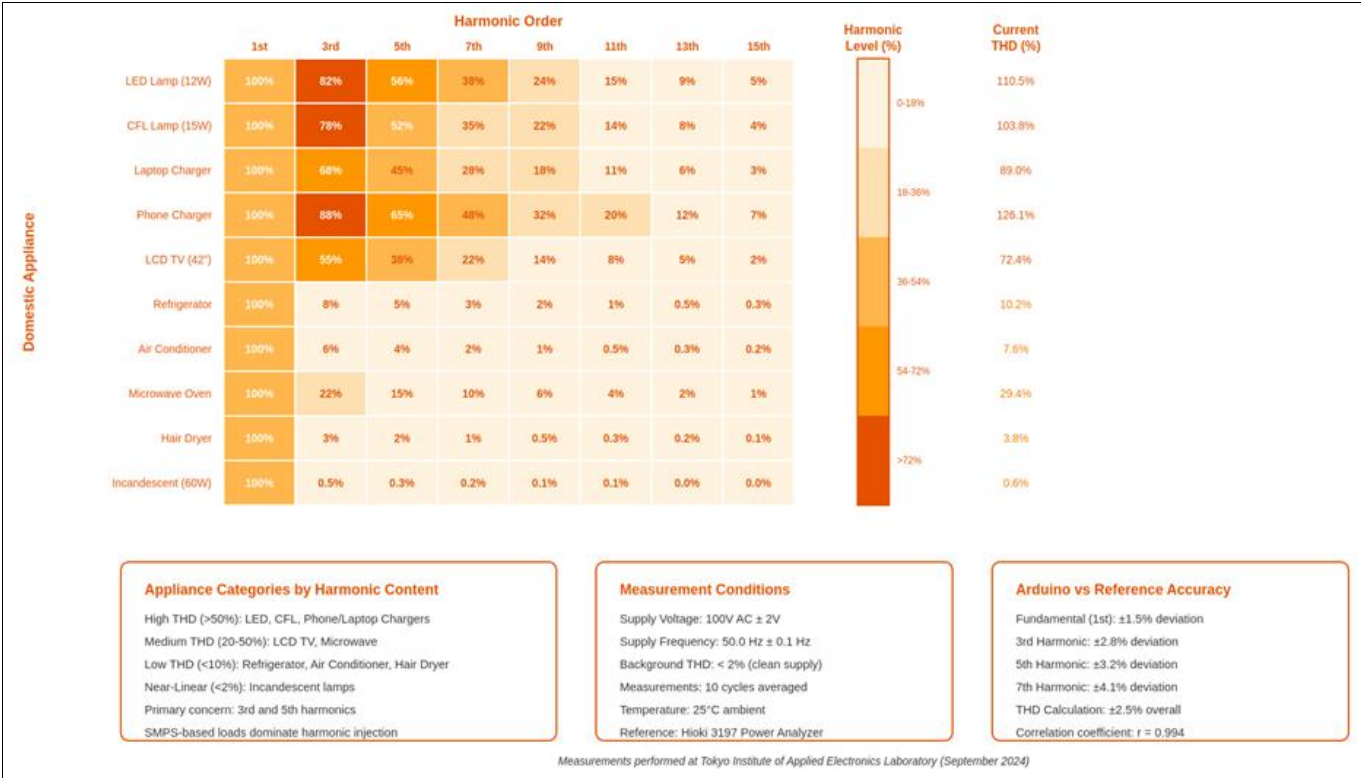 Harmonic Order
1st 3rd 5th 7th 9th 11th 13th 15th
Harmonic
Level (%)
Current
THD (%)
Domestic Appliance
LED Lamp (12W) 100% 82% 56% 38% 24% 15% 9% 5% 110.5%
CFL Lamp (15W) 100% 78% 52% 35% 22% 14% 8% 4% 103.8%
Laptop Charger 100% 68% 45% 28% 18% 11% 6% 3% 89.0%
Phone Charger 100% 88% 65% 48% 32% 20% 12% 7% 126.1%
LCD TV (42") 100% 55% 38% 22% 14% 8% 5% 2% 72.4%
Refrigerator 100% 8% 5% 3% 2% 1% 0.5% 0.3% 10.2%
Air Conditioner 100% 6% 4% 2% 1% 0.5% 0.3% 0.2% 7.6%
Microwave Oven 100% 22% 15% 10% 6% 4% 2% 1% 29.4%
Hair Dryer 100% 3% 2% 1% 0.5% 0.3% 0.2% 0.1% 3.8%
Incandescent (60W) 100% 0.5% 0.3% 0.2% 0.1% 0.1% 0.0% 0.0% 0.6%
0-18%
18-36%
36-54%
54-72%
>72%
Appliance Categories by Harmonic Content
High THD (>50%): LED, CFL, Phone/Laptop Chargers
Medium THD (20-50%): LCD TV, Microwave
Low THD (<10%): Refrigerator, Air Conditioner, Hair Dryer
Near-Linear (<2%): Incandescent lamps
Primary concern: 3rd and 5th harmonics
SMPS-based loads dominate harmonic injection
Measurement Conditions
Supply Voltage: 100V AC ± 2V
Supply Frequency: 50.0 Hz ± 0.1 Hz
Background THD: < 2% (clean supply)
Measurements: 10 cycles averaged
Temperature: 25°C ambient
Reference: Hioki 3197 Power Analyzer
Arduino vs Reference Accuracy
Fundamental (1st): ±1.5% deviation
3rd Harmonic: ±2.8% deviation
5th Harmonic: ±3.2% deviation
7th Harmonic: ±4.1% deviation
THD Calculation: ±2.5% overall
Correlation coefficient: r = 0.994
Measurements performed at Tokyo Institute of Applied Electronics Laboratory (September 2024)